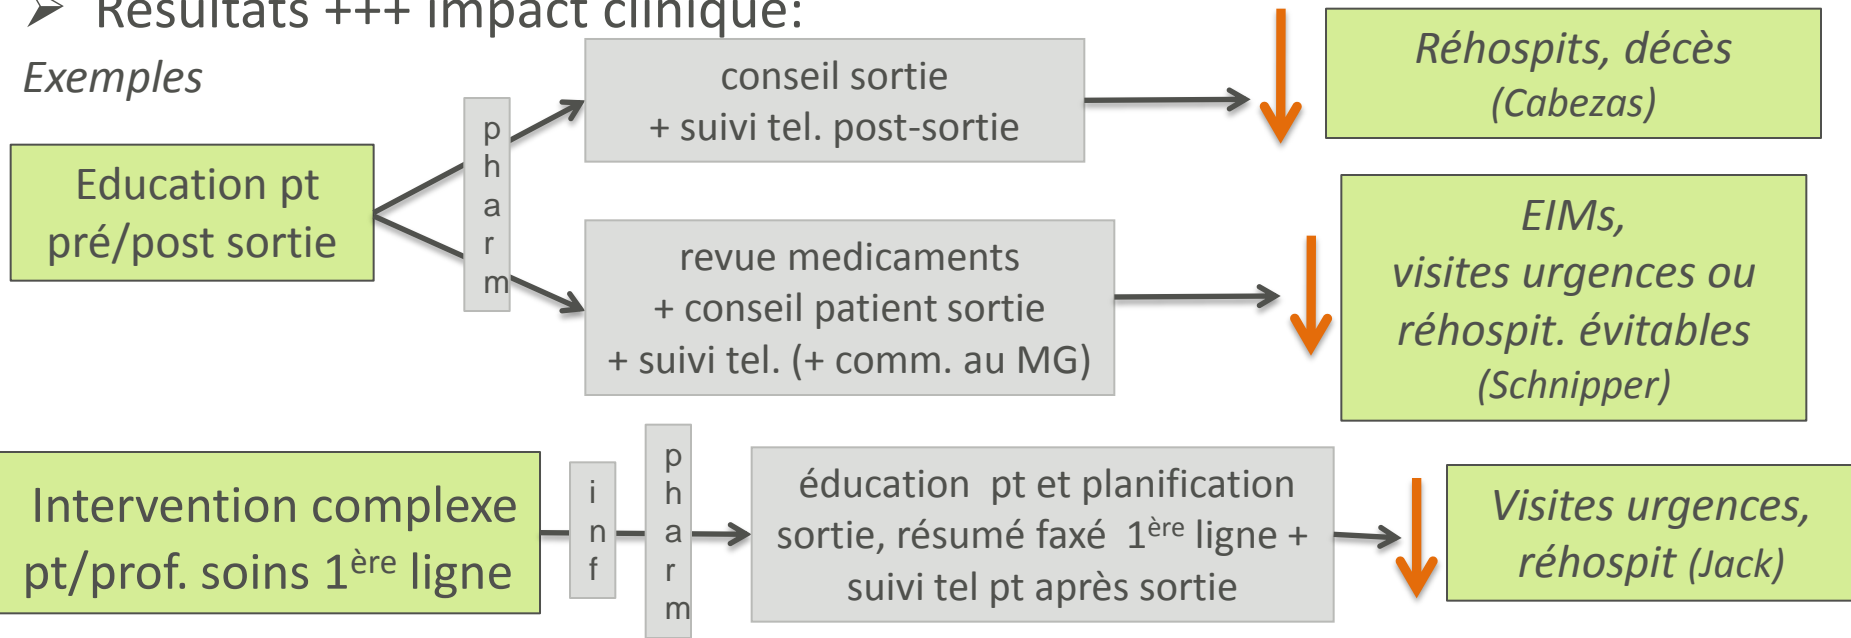 ➢ Résultats +++ impact clinique:
Exemples
Education pt
pré/post sortie
pharm
conseil sortie
+ suivi tel. post-sortie
Réhospits, décès
(Cabezas)
revue medicaments
+ conseil patient sortie
+ suivi tel. (+ comm. au MG)
EIMs,
visites urgences ou
réhospit. évitables
(Schnipper)
Intervention complexe
pt/prof. soins 1ère ligne
inf
pharm
éducation pt et planification
sortie, résumé faxé 1ère ligne +
suivi tel pt après sortie
Visites urgences,
réhospit (Jack)